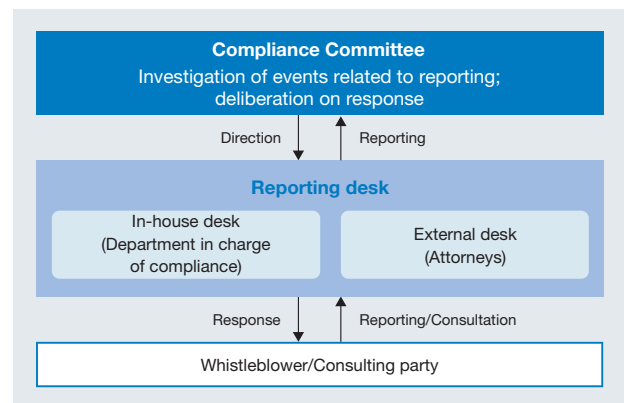 Compliance Committee
Investigation of events related to reporting;
deliberation on response
Direction
Reporting
Reporting desk
In-house desk
(Department in charge
of compliance)
External desk
(Attorneys)
Response
Reporting/Consultation
Whistleblower/Consulting party